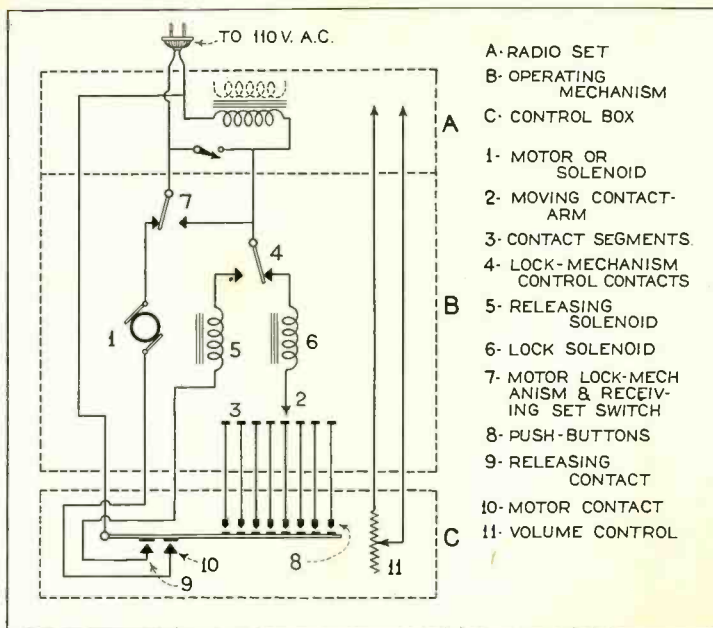 TO 110 V. A.C.
A
7
4
1
5
6
B
3
2
10
9
8
11
C
A- RADIO SET
B- OPERATING
MECHANISM
C- CONTROL BOX
1- MOTOR OR
SOLENOID
2- MOVING CONTACT-
ARM
3- CONTACT SEGMENTS.
4- LOCK-MECHANISM
CONTROL CONTACTS
5- RELEASING
SOLENOID
6- LOCK SOLENOID
7- MOTOR LOCK-MECH
ANISM & RECEIV-
ING SET SWITCH
8- PUSH-BUTTONS
9- RELEASING
CONTACT
10- MOTOR CONTACT
11- VOLUME CONTROL